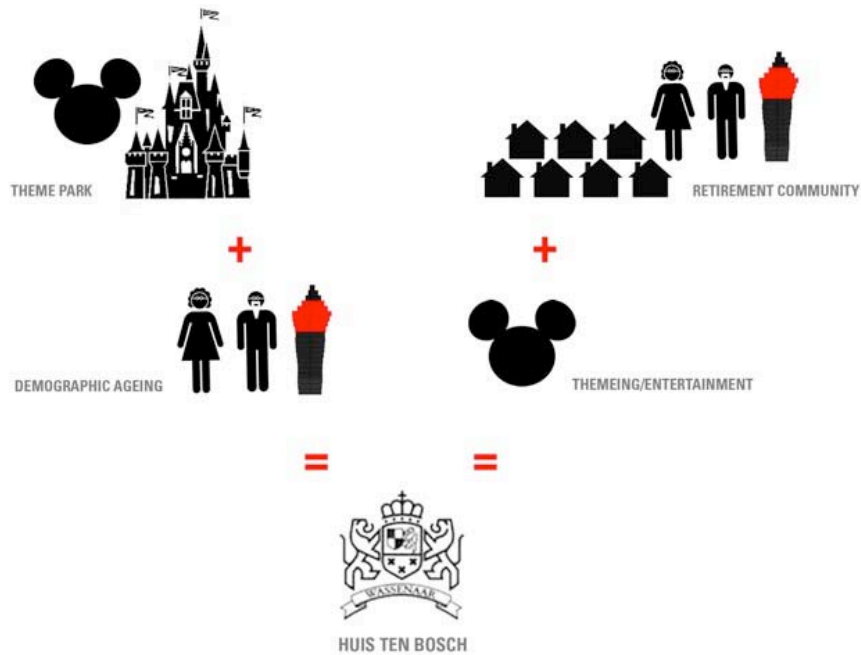 THEME PARK
RETIREMENT COMMUNITY
+
+
DEMOGRAPHIC AGEING
THEMEING/ENTERTAINMENT
=
=
WASSENAAR
HUIS TEN BOSCH